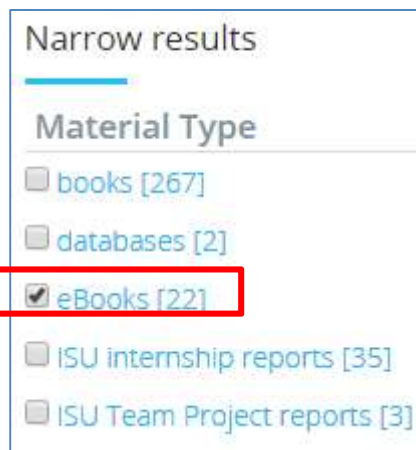 Narrow results
Material Type
books [267]
databases [2]
eBooks [22]
ISU internship reports [35]
ISU Team Project reports [3]